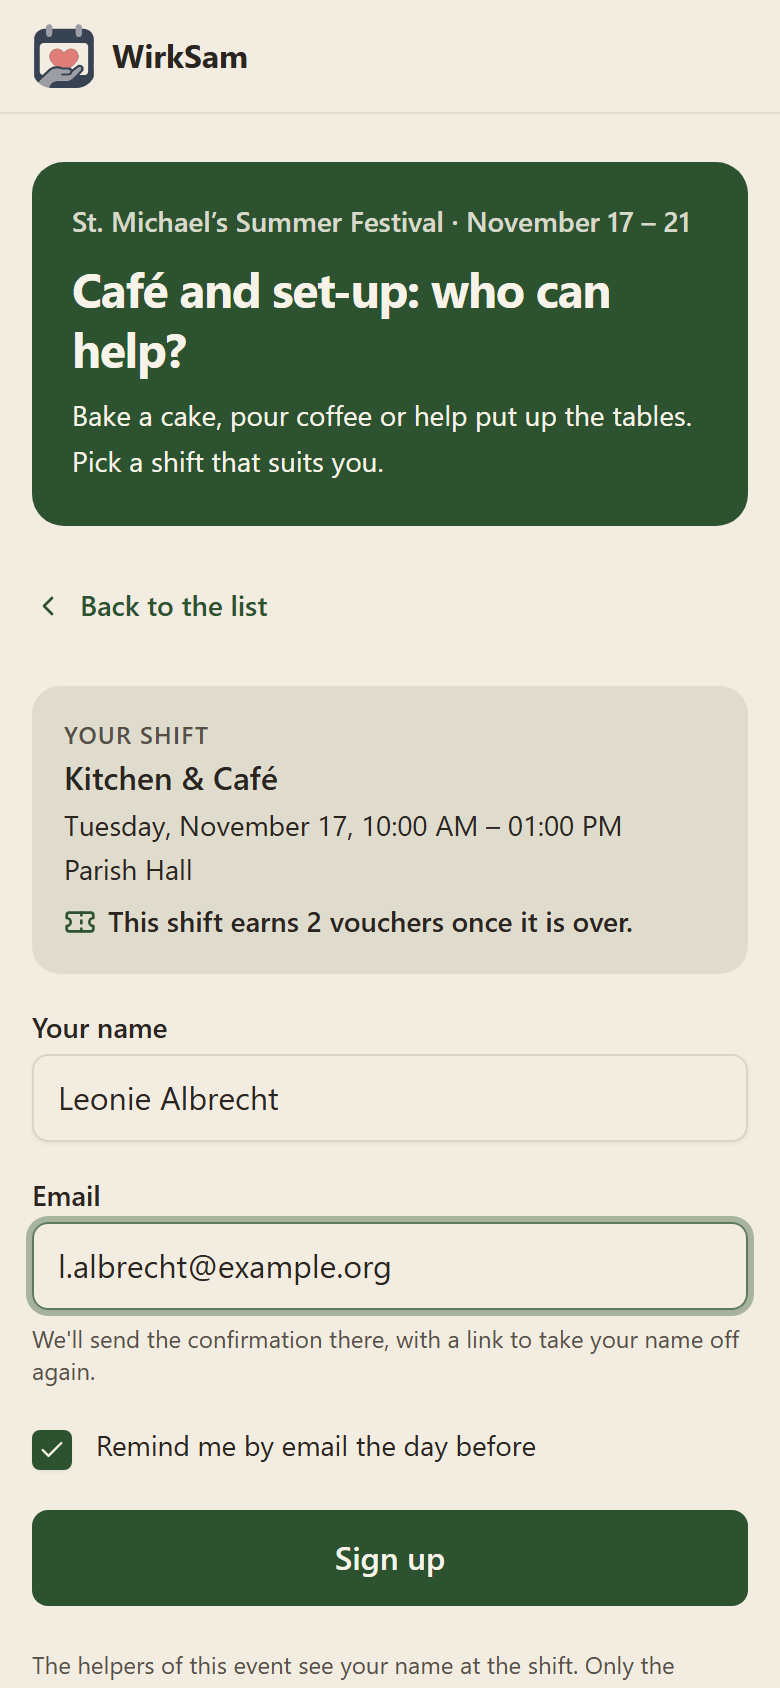 WirkSam
St. Michael’s Summer Festival · November 17 – 21
Café and set-up: who can
help?
Bake a cake, pour coffee or help put up the tables.
Pick a shift that suits you.
Back to the list
YOUR SHIFT
Kitchen & Café
Tuesday, November 17, 10:00 AM – 01:00 PM
Parish Hall
This shift earns 2 vouchers once it is over.
Your name
Leonie Albrecht
Email
l.albrecht@example.org
We'll send the confirmation there, with a link to take your name off
again.
Remind me by email the day before
Sign up
The helpers of this event see your name at the shift. Only the